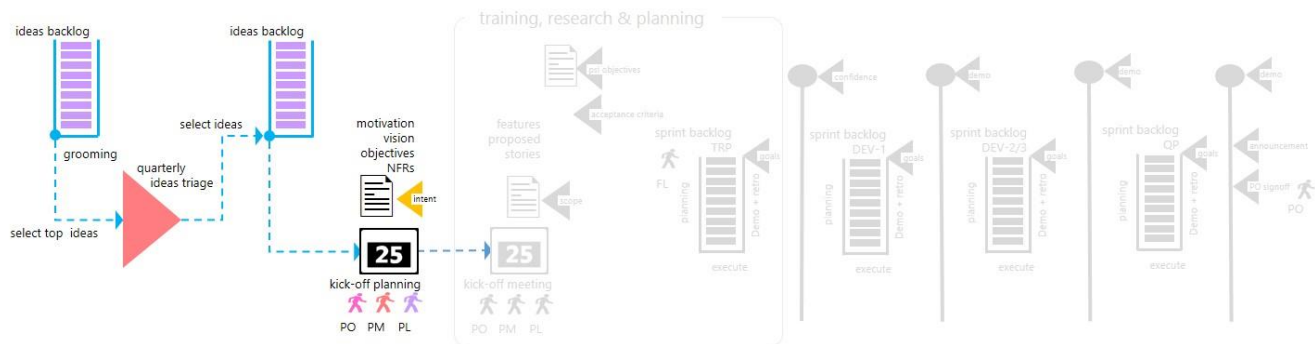 training, research & planning
ideas backlog
ideas backlog
grooming
quarterly
ideas triage
select top ideas
select ideas
motivation
vision
objectives
NFRs
intent
25
kick-off planning
PO PM PL
psi objectives
acceptance criteria
features
proposed
stories
scope
25
kick-off meeting
PO PM PL
FL
sprint backlog
TRP
goals
planning
Demo + retro
execute
confidence
sprint backlog
DEV-1
goals
planning
Demo + retro
execute
demo
sprint backlog
DEV-2/3
goals
planning
Demo + retro
execute
demo
sprint backlog
QP
goals
planning
Demo + retro
execute
demo
announcement
PO signoff
PO